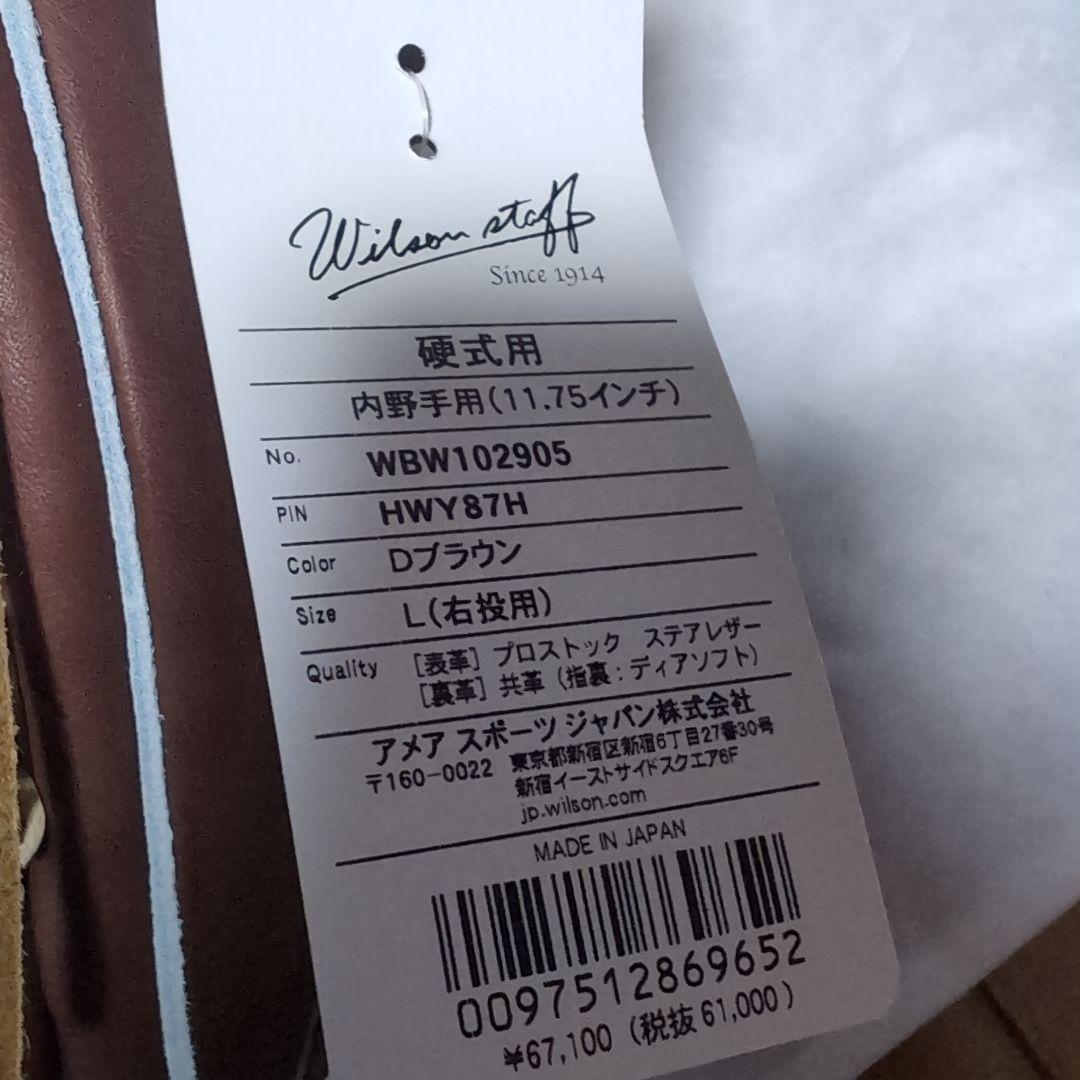 Wilson staff
Since 1914
硬式用
内野手用(11.75インチ)
No. WBW102905
PIN HWY87H
Color Dブラウン
Size L(右投用)
Quality [表革] プロストック ステアレザー
[裏革] 共革 (指裏:ディアソフト)
アメア スポーツ ジャパン株式会社
〒160-0022 東京都新宿区新宿6丁目27番30号
新宿イーストサイドスクエア6F
jp.wilson.com
MADE IN JAPAN
0097512869652
¥67,100 (税抜 61,000)